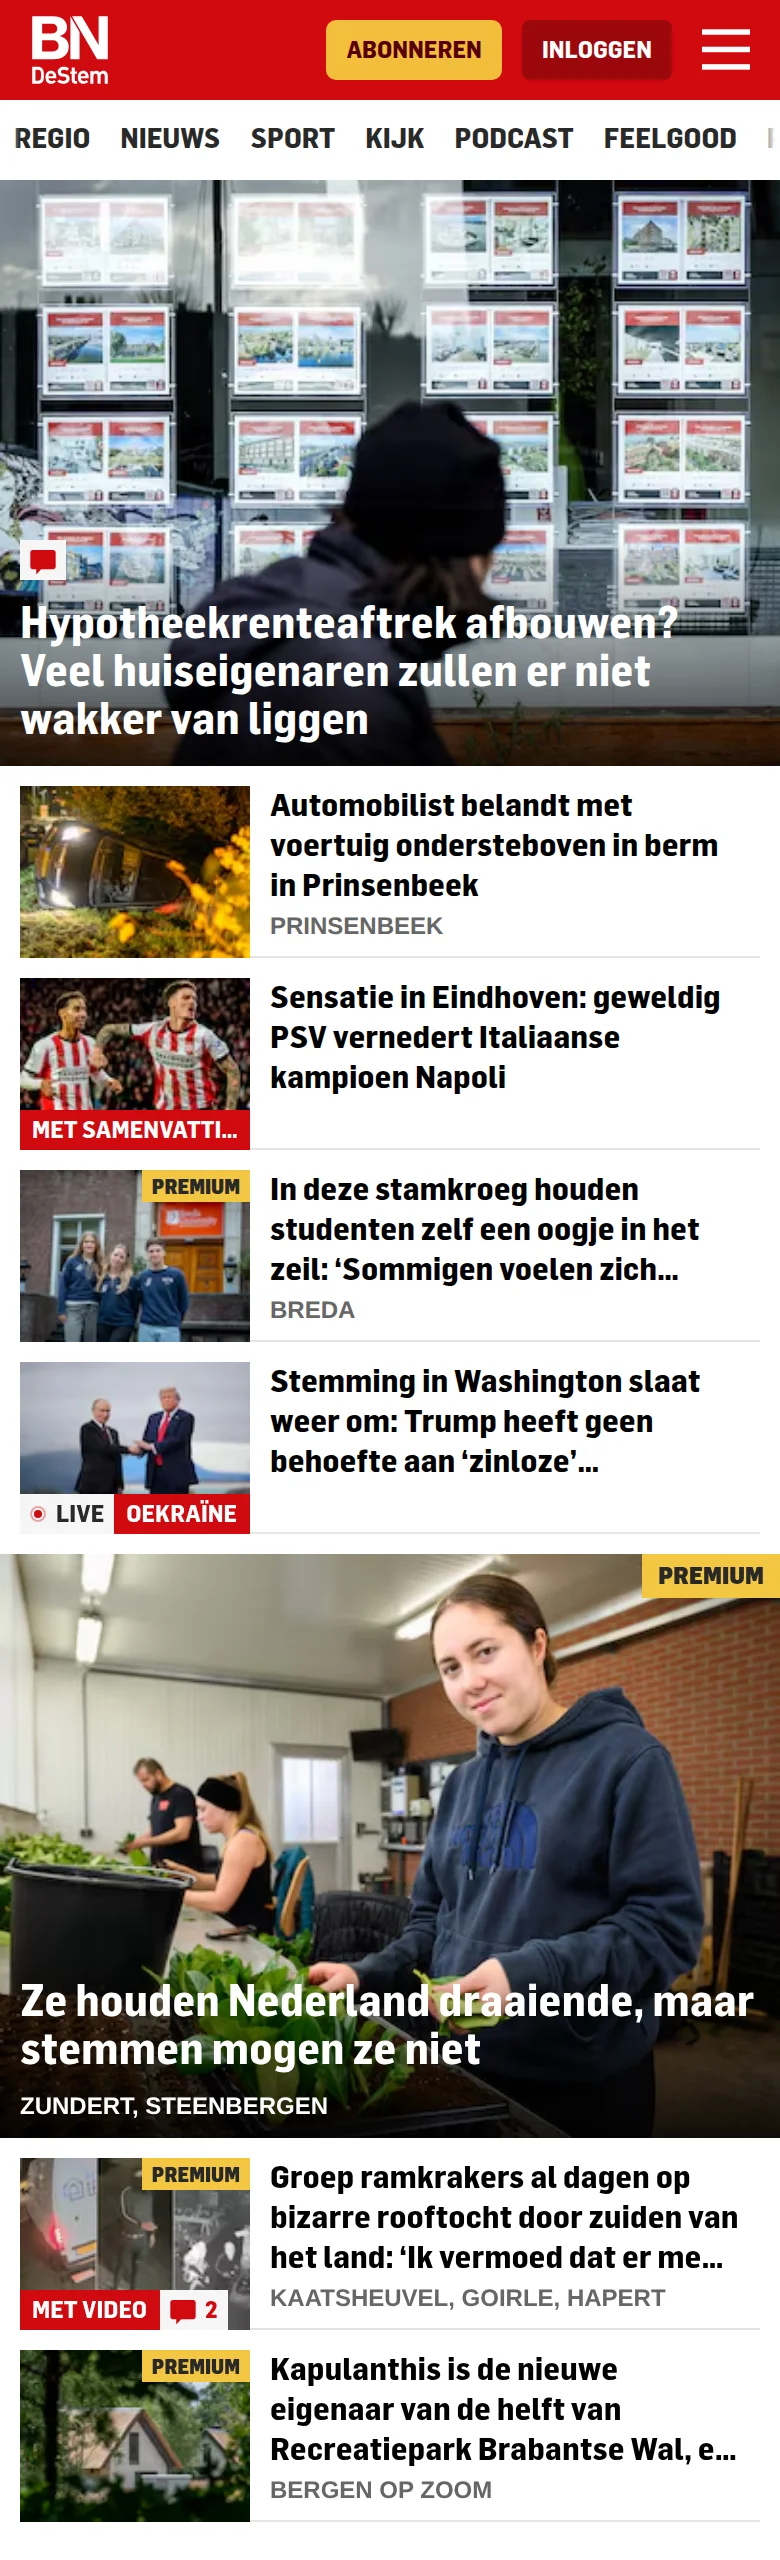 BN
DeStem
ABONNEREN
INLOGGEN
REGIO NIEUWS SPORT KIJK PODCAST FEELGOOD
Hypotheekrenteaftrek afbouwen?
Veel huiseigenaren zullen er niet
wakker van liggen
Automobilist belandt met
voertuig ondersteboven in berm
in Prinsenbeek
PRINSENBEEK
Sensatie in Eindhoven: geweldig
PSV vernedert Italiaanse
kampioen Napoli
MET SAMENVATTI...
PREMIUM
In deze stamkroeg houden
studenten zelf een oogje in het
zeil: ‘Sommigen voelen zich...
BREDA
Stemming in Washington slaat
weer om: Trump heeft geen
behoefte aan ‘zinloze’...
LIVE OEKRAÏNE
PREMIUM
Ze houden Nederland draaiende, maar
stemmen mogen ze niet
ZUNDERT, STEENBERGEN
PREMIUM
Groep ramkrakers al dagen op
bizarre rooftocht door zuiden van
het land: ‘Ik vermoed dat er me...
MET VIDEO 2
KAATSHEUVEL, GOIRLE, HAPERT
PREMIUM
Kapulanthis is de nieuwe
eigenaar van de helft van
Recreatiepark Brabantse Wal, e...
BERGEN OP ZOOM